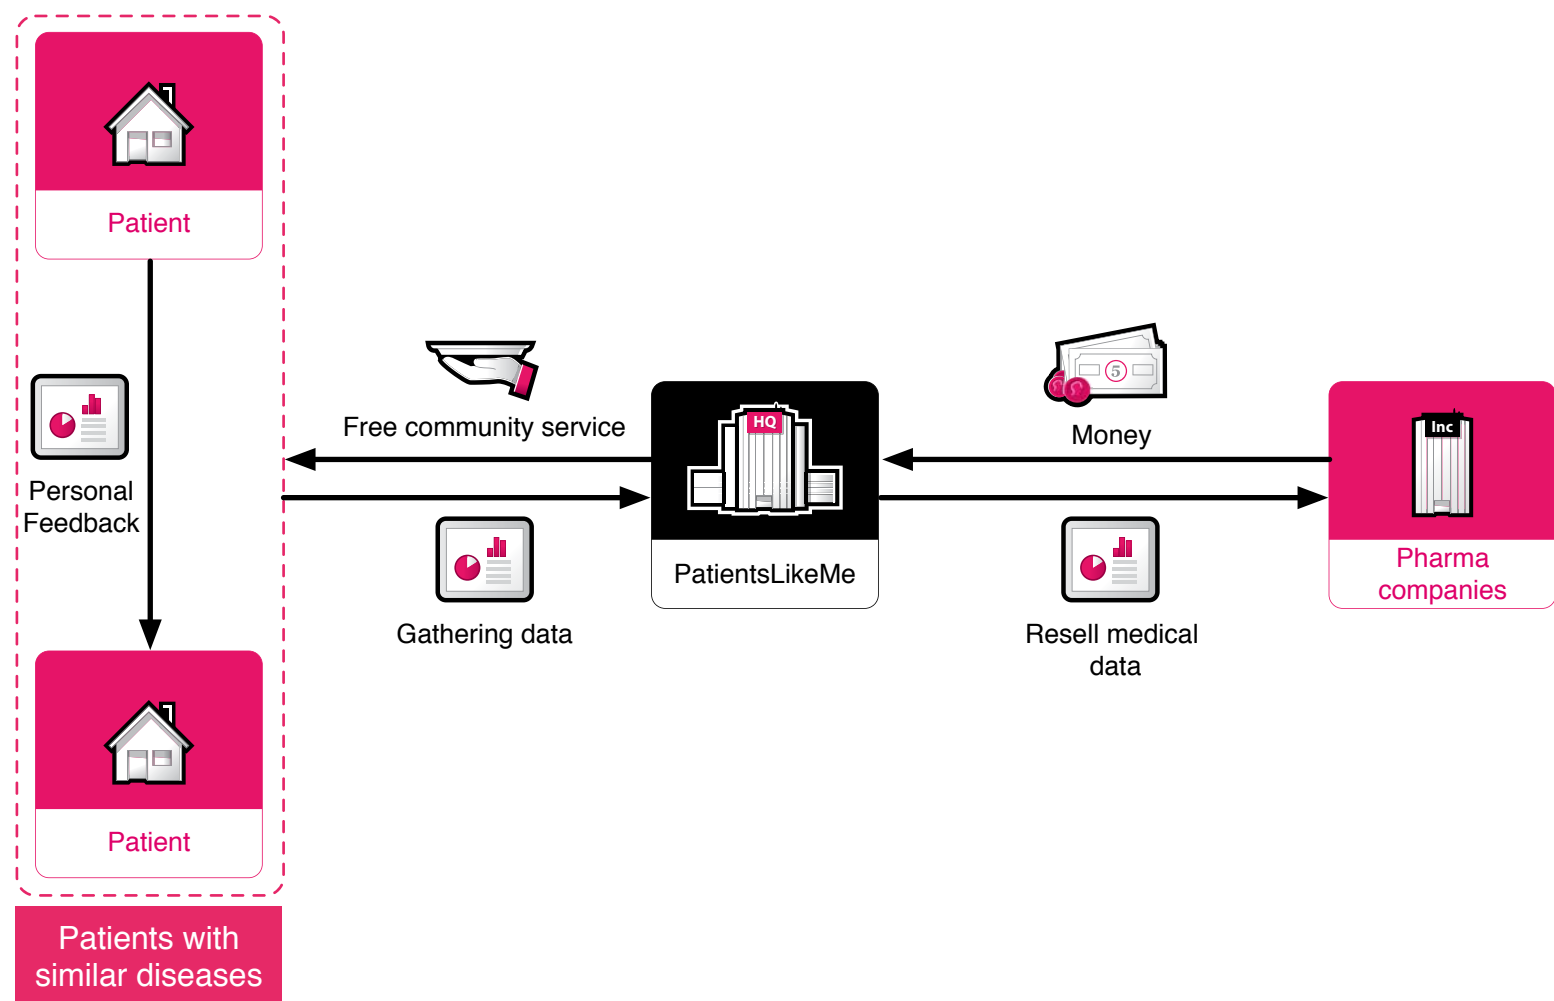 Patient
Personal
Feedback
Patient
Patients with
similar diseases
Free community service
Gathering data
HQ
PatientsLikeMe
5
Money
Resell medical
data
Inc
Pharma
companies